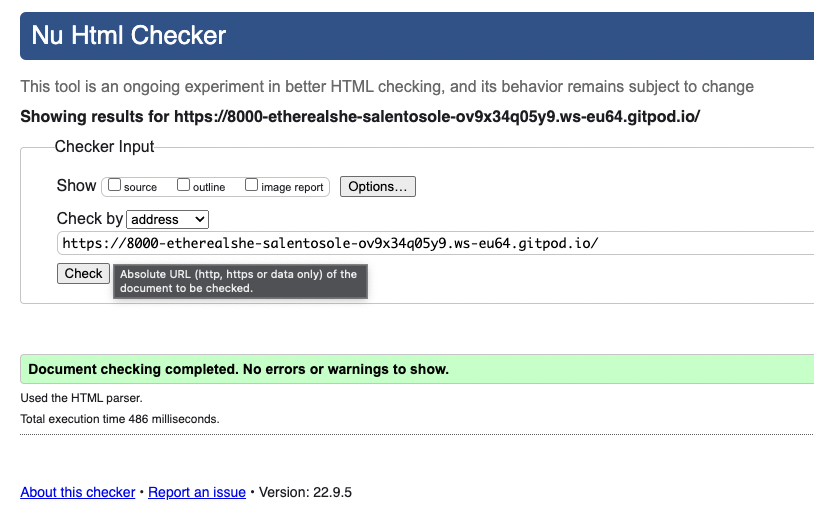 Nu Html Checker
This tool is an ongoing experiment in better HTML checking, and its behavior remains subject to change
Showing results for https://8000-etherealshe-salentosole-ov9x34q05y9.ws-eu64.gitpod.io/
Checker Input
Show source outline image report Options...
Check by address
https://8000-etherealshe-salentosole-ov9x34q05y9.ws-eu64.gitpod.io/
Check
Absolute URL (http, https or data only) of the
document to be checked.
Document checking completed. No errors or warnings to show.
Used the HTML parser.
Total execution time 486 milliseconds.
About this checker • Report an issue • Version: 22.9.5